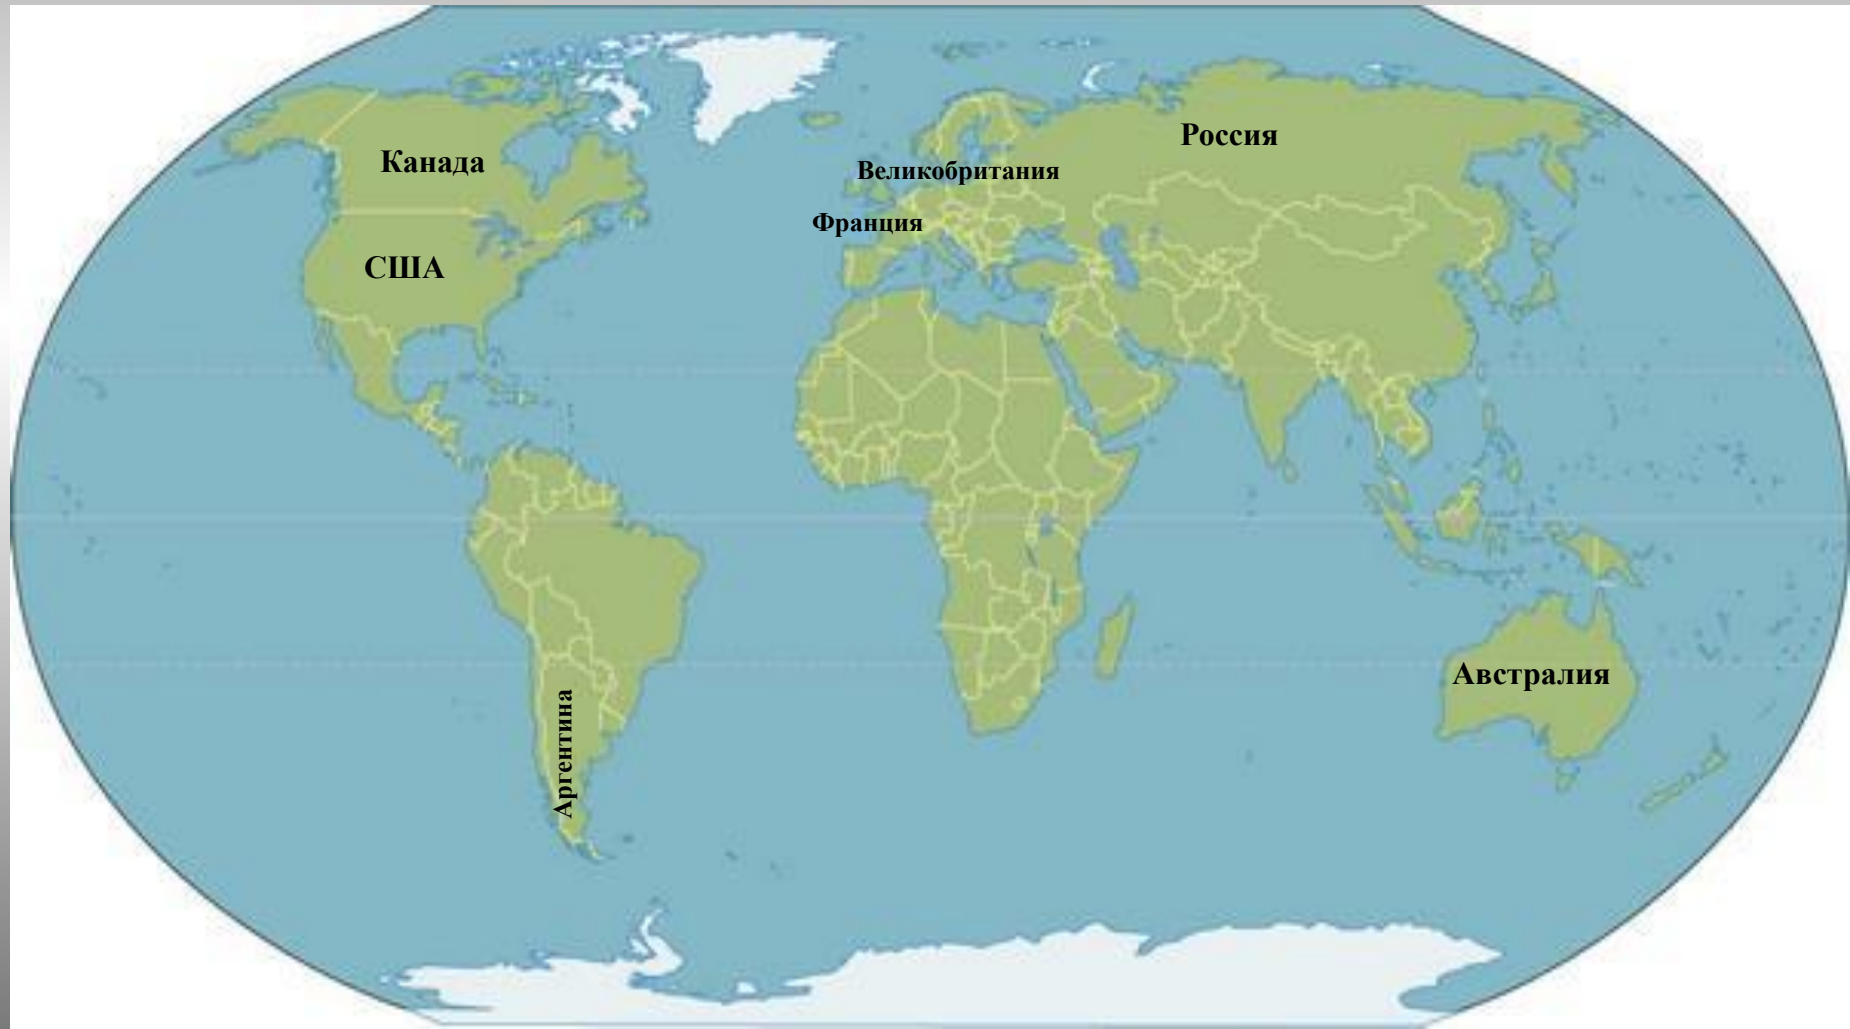 Россия
Канада
Великобритания
Франция
США
Австралия
Аргентина